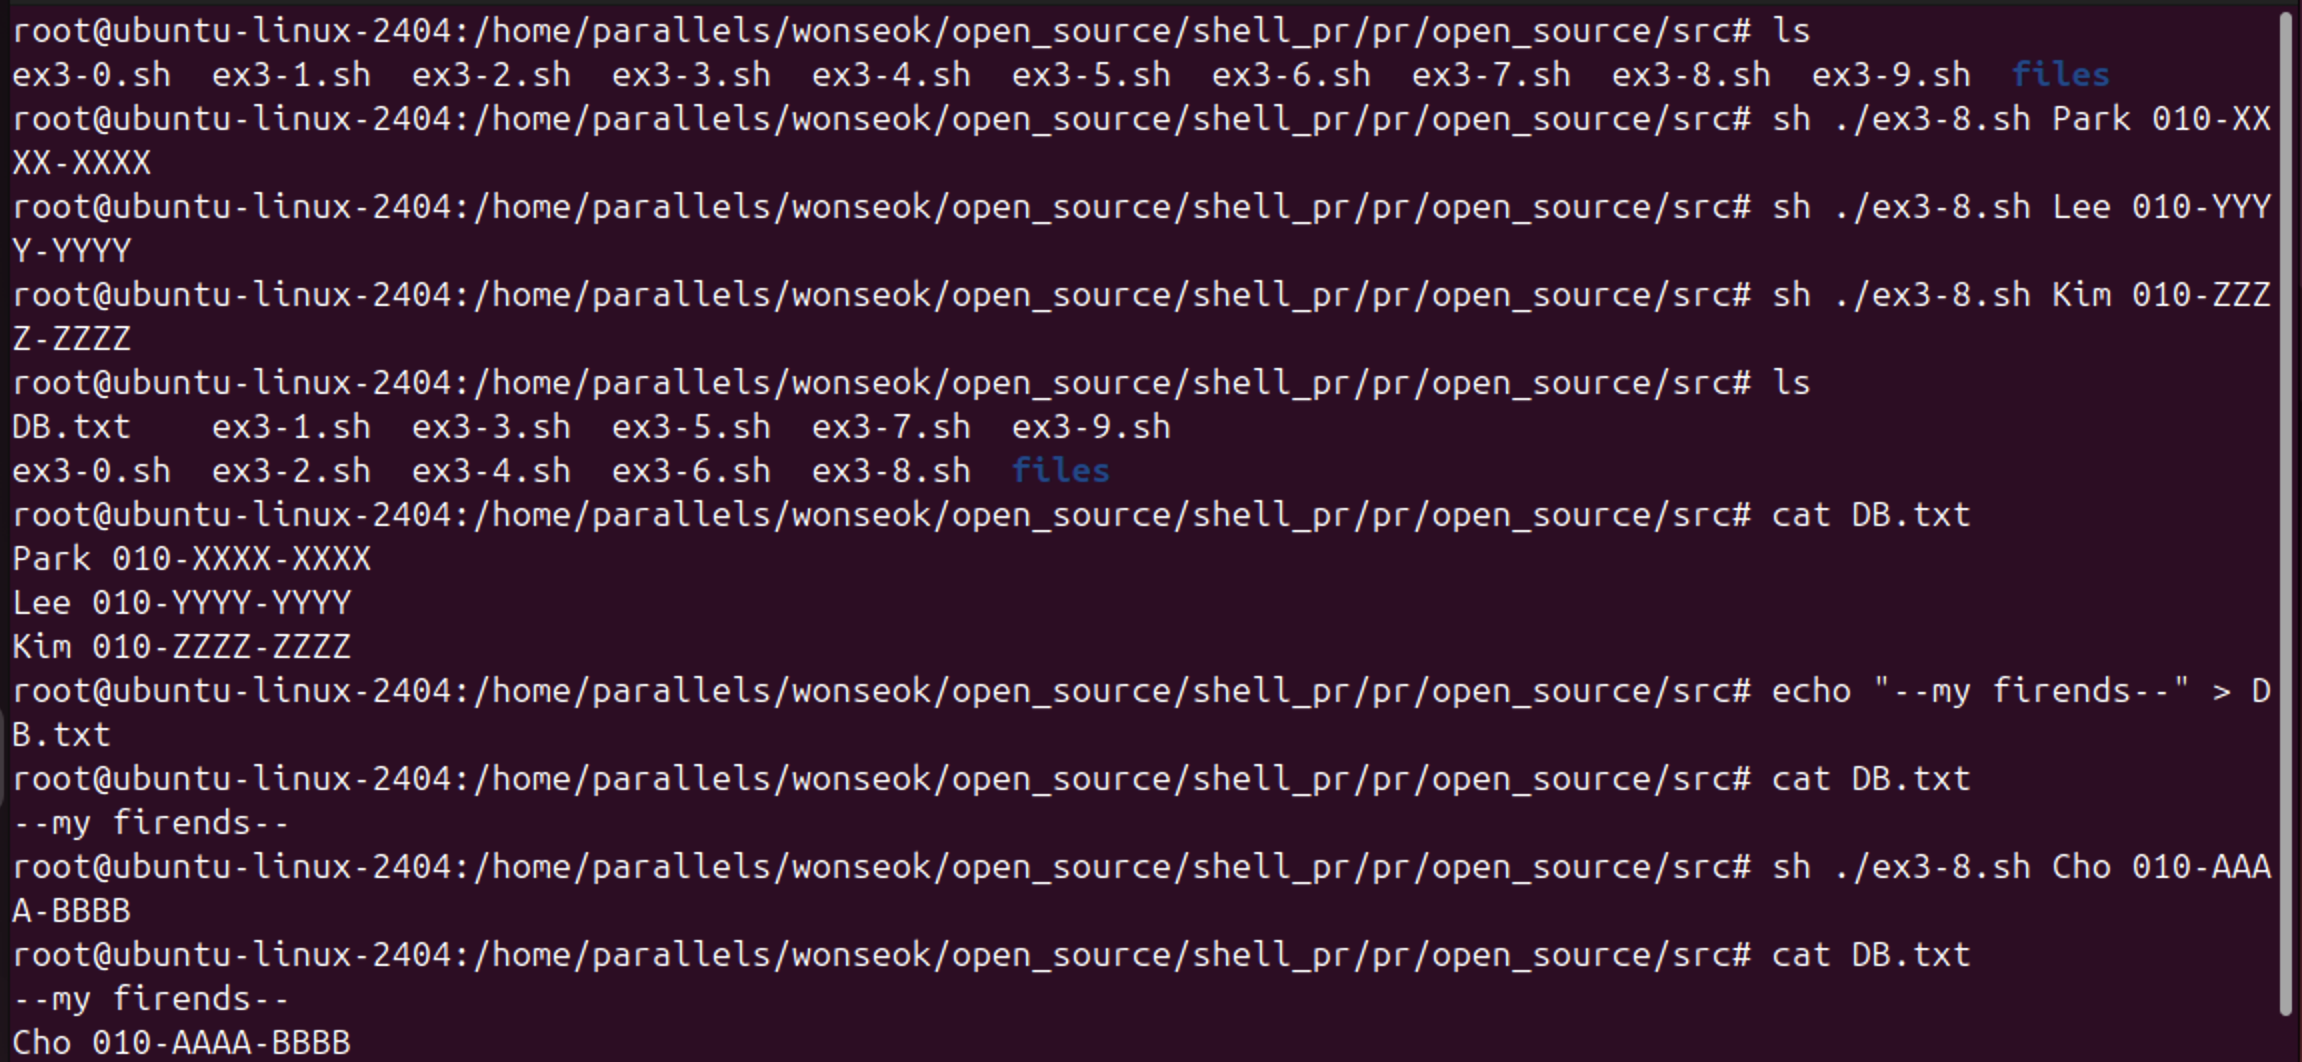 root@ubuntu-linux-2404:/home/parallels/wonseok/open_source/shell_pr/pr/open_source/src# ls
ex3-0.sh  ex3-1.sh  ex3-2.sh  ex3-3.sh  ex3-4.sh  ex3-5.sh  ex3-6.sh  ex3-7.sh  ex3-8.sh  ex3-9.sh  files
root@ubuntu-linux-2404:/home/parallels/wonseok/open_source/shell_pr/pr/open_source/src# sh ./ex3-8.sh Park 010-XX
XX-XXXX
root@ubuntu-linux-2404:/home/parallels/wonseok/open_source/shell_pr/pr/open_source/src# sh ./ex3-8.sh Lee 010-YYY
Y-YYYY
root@ubuntu-linux-2404:/home/parallels/wonseok/open_source/shell_pr/pr/open_source/src# sh ./ex3-8.sh Kim 010-ZZZ
Z-ZZZZ
root@ubuntu-linux-2404:/home/parallels/wonseok/open_source/shell_pr/pr/open_source/src# ls
DB.txt    ex3-1.sh  ex3-3.sh  ex3-5.sh  ex3-7.sh  ex3-9.sh
ex3-0.sh  ex3-2.sh  ex3-4.sh  ex3-6.sh  ex3-8.sh  files
root@ubuntu-linux-2404:/home/parallels/wonseok/open_source/shell_pr/pr/open_source/src# cat DB.txt
Park 010-XXXX-XXXX
Lee 010-YYYY-YYYY
Kim 010-ZZZZ-ZZZZ
root@ubuntu-linux-2404:/home/parallels/wonseok/open_source/shell_pr/pr/open_source/src# echo "--my firends--" > D
B.txt
root@ubuntu-linux-2404:/home/parallels/wonseok/open_source/shell_pr/pr/open_source/src# cat DB.txt
--my firends--
root@ubuntu-linux-2404:/home/parallels/wonseok/open_source/shell_pr/pr/open_source/src# sh ./ex3-8.sh Cho 010-AAA
A-BBBB
root@ubuntu-linux-2404:/home/parallels/wonseok/open_source/shell_pr/pr/open_source/src# cat DB.txt
--my firends--
Cho 010-AAAA-BBBB